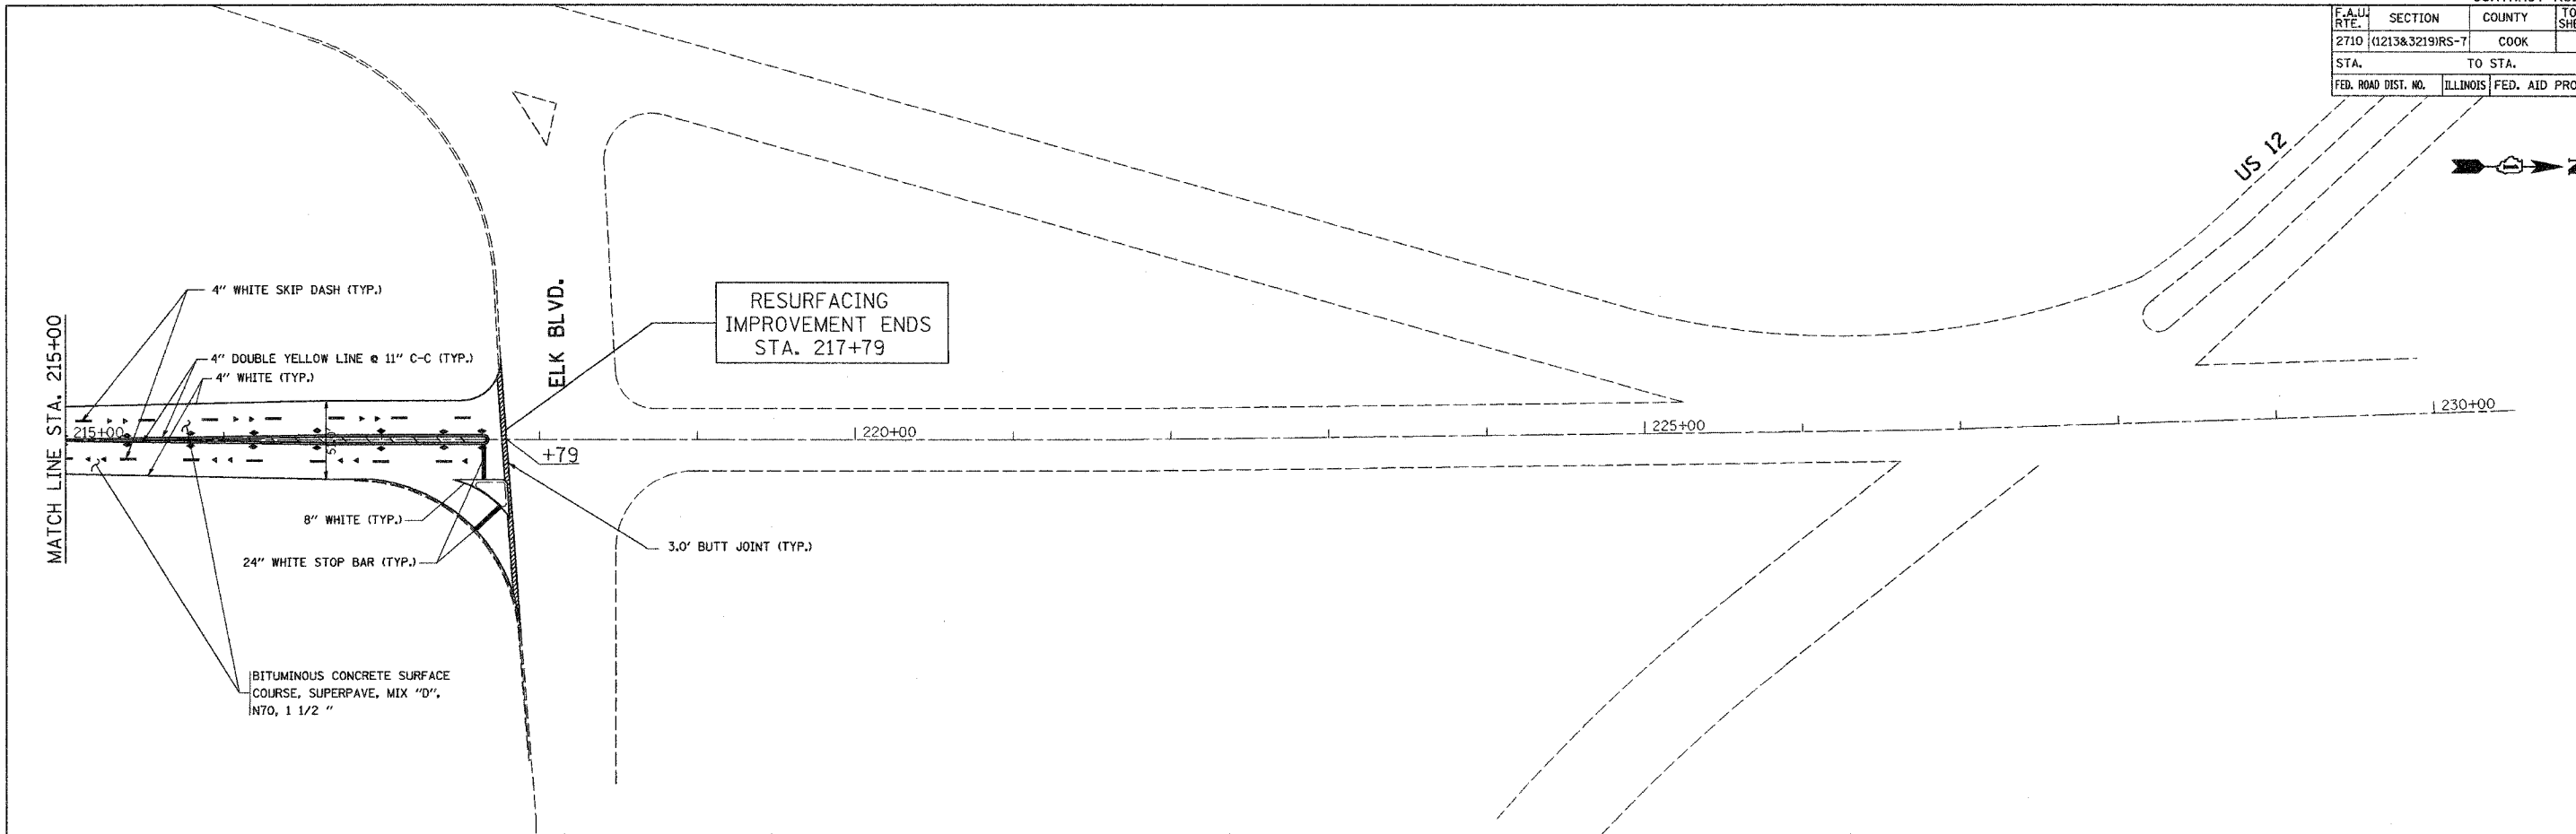 F.A.U. RTE. SECTION COUNTY
2710 (1213&3219)RS-7 COOK
STA. TO STA.
FED. ROAD DIST. NO. ILLINOIS FED. AID
US 12
4" WHITE SKIP DASH (TYP.)
ELK BLVD.
RESURFACING
IMPROVEMENT ENDS
STA. 217+79
MATCH LINE STA. 215+00
4" DOUBLE YELLOW LINE @ 11" C-C (TYP.)
4" WHITE (TYP.)
215+00
220+00
225+00
230+00
+79
8" WHITE (TYP.)
3.0' BUTT JOINT (TYP.)
24" WHITE STOP BAR (TYP.)
BITUMINOUS CONCRETE SURFACE
COURSE, SUPERPAVE, MIX "D",
N70, 1 1/2 "